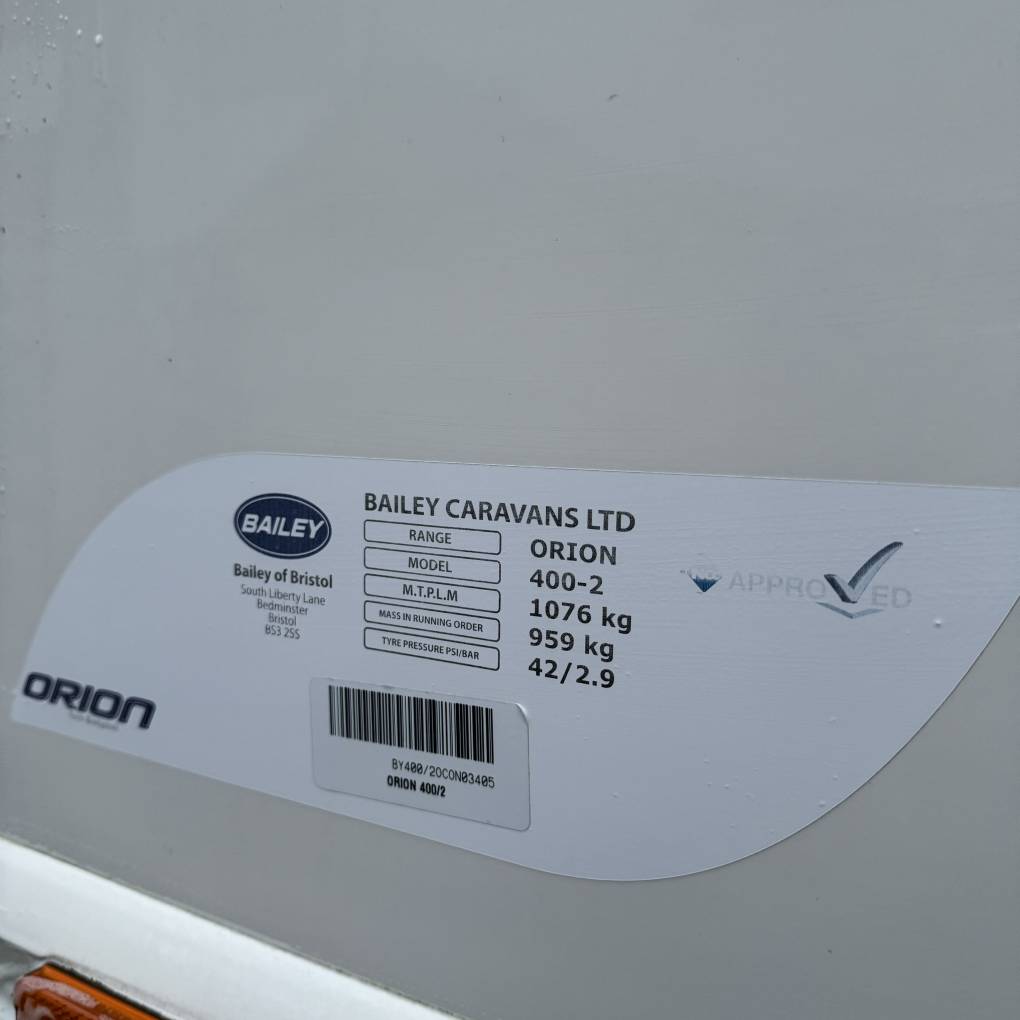 BAILEY
Bailey of Bristol
South Liberty Lane
Bedminster
Bristol
BS3 2SS
BAILEY CARAVANS LTD
RANGE ORION
MODEL 400-2
M.T.P.L.M 1076 kg
MASS IN RUNNING ORDER 959 kg
TYRE PRESSURE PSI/BAR 42/2.9
APPROVED
ORION
BY400/20CON03405
ORION 400/2